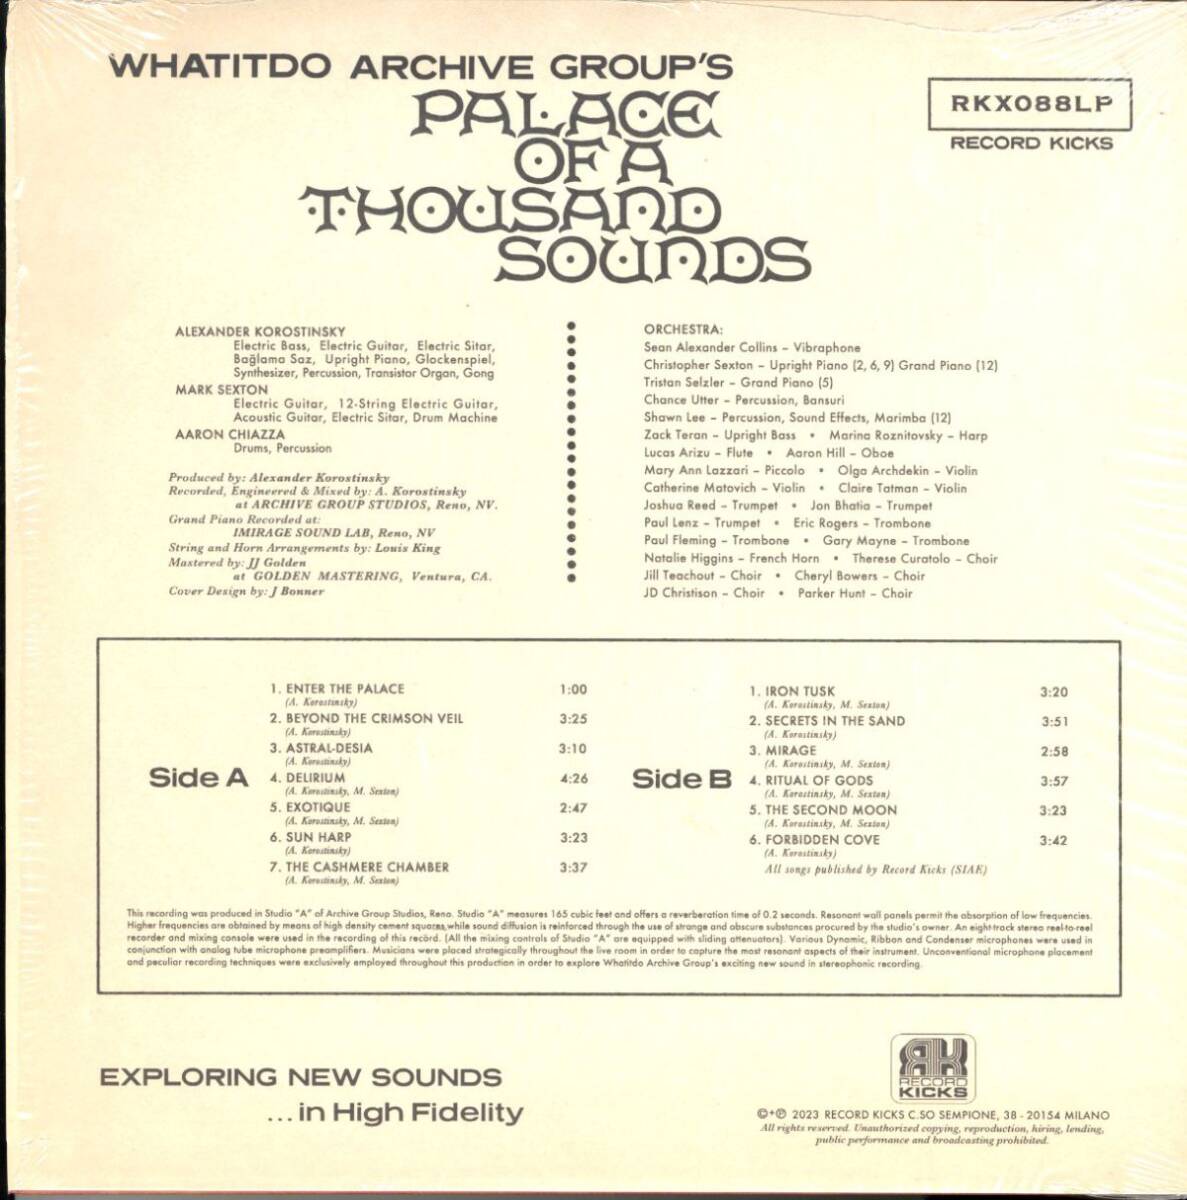 WHATITDO ARCHIVE GROUP'S
PALACE
OF A
THOUSAND
SOUNDS
RKX088LP
RECORD KICKS
ALEXANDER KOROSTINSKY
Electric Bass, Electric Guitar, Electric Sitar,
Bağlama Saz, Upright Piano, Glockenspiel,
Synthesizer, Percussion, Transistor Organ, Gong
MARK SEXTON
Electric Guitar, 12-String Electric Guitar,
Acoustic Guitar, Electric Sitar, Drum Machine
AARON CHIAZZA
Drums, Percussion
Produced by: Alexander Korostinsky
Recorded, Engineered & Mixed by: A. Korostinsky
at ARCHIVE GROUP STUDIOS, Reno, NV.
Grand Piano Recorded at:
IMIRAGE SOUND LAB, Reno, NV
String and Horn Arrangements by: Louis King
Mastered by: JJ Golden
at GOLDEN MASTERING, Ventura, CA.
Cover Design by: J Bonner
ORCHESTRA:
Sean Alexander Collins – Vibraphone
Christopher Sexton – Upright Piano (2, 6, 9) Grand Piano (12)
Tristan Selzler – Grand Piano (5)
Chance Utter – Percussion, Bansuri
Shawn Lee – Percussion, Sound Effects, Marimba (12)
Zack Teran – Upright Bass • Marina Roznitovsky – Harp
Lucas Arizu – Flute • Aaron Hill – Oboe
Mary Ann Lazzari – Piccolo • Olga Archdekin – Violin
Catherine Matovich – Violin • Claire Tatman – Violin
Joshua Reed – Trumpet • Jon Bhatia – Trumpet
Paul Lenz – Trumpet • Eric Rogers – Trombone
Paul Fleming – Trombone • Gary Mayne – Trombone
Natalie Higgins – French Horn • Therese Curatolo – Choir
Jill Teachout – Choir • Cheryl Bowers – Choir
JD Christison – Choir • Parker Hunt – Choir
Side A
1. ENTER THE PALACE 1:00
(A. Korostinsky)
2. BEYOND THE CRIMSON VEIL 3:25
(A. Korostinsky)
3. ASTRAL-DESIA 3:10
(A. Korostinsky)
4. DELIRIUM 4:26
(A. Korostinsky, M. Sexton)
5. EXOTIQUE 2:47
(A. Korostinsky, M. Sexton)
6. SUN HARP 3:23
(A. Korostinsky)
7. THE CASHMERE CHAMBER 3:37
(A. Korostinsky, M. Sexton)
Side B
1. IRON TUSK 3:20
(A. Korostinsky, M. Sexton)
2. SECRETS IN THE SAND 3:51
(A. Korostinsky)
3. MIRAGE 2:58
(A. Korostinsky, M. Sexton)
4. RITUAL OF GODS 3:57
(A. Korostinsky, M. Sexton)
5. THE SECOND MOON 3:23
(A. Korostinsky, M. Sexton)
6. FORBIDDEN COVE 3:42
(A. Korostinsky)
All songs published by Record Kicks (SIAE)
This recording was produced in Studio "A" of Archive Group Studios, Reno. Studio "A" measures 165 cubic feet and offers a reverberation time of 0.2 seconds. Resonant wall panels permit the absorption of low frequencies.
Higher frequencies are obtained by means of high density cement squares, while sound diffusion is reinforced through the use of strange and obscure substances procured by the studio's owner. An eight-track stereo reel-to-reel
recorder and mixing console were used in the recording of this record. (All the mixing controls of Studio "A" are equipped with sliding attenuators). Various Dynamic, Ribbon and Condenser microphones were used in
conjunction with analog tube microphone preamplifiers. Musicians were placed strategically throughout the live room in order to capture the most resonant aspects of their instrument. Unconventional microphone placement
and peculiar recording techniques were exclusively employed throughout this production in order to explore Whatitdo Archive Group's exciting new sound in stereophonic recording.
EXPLORING NEW SOUNDS
...in High Fidelity
RK
RECORD
KICKS
©+℗ 2023 RECORD KICKS C.SO SEMPIONE, 38 - 20154 MILANO
All rights reserved. Unauthorized copying, reproduction, hiring, lending,
public performance and broadcasting prohibited.